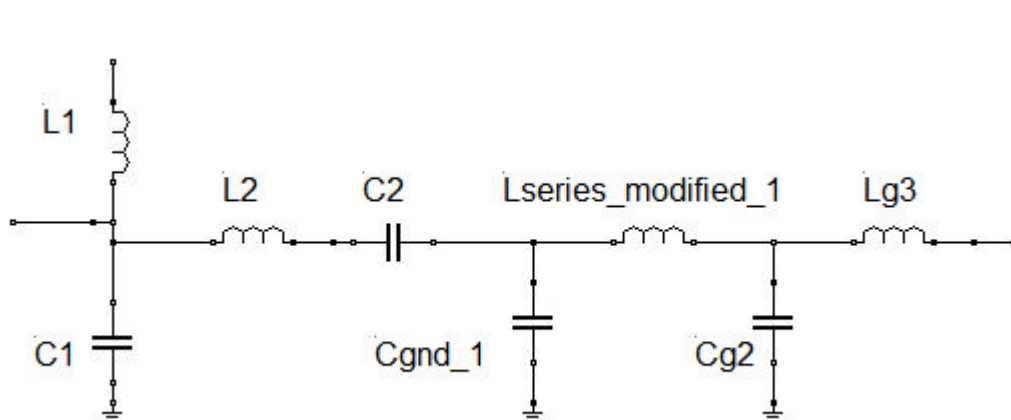 L1
L2
C2
Lseries_modified_1
Lg3
C1
Cgnd_1
Cg2